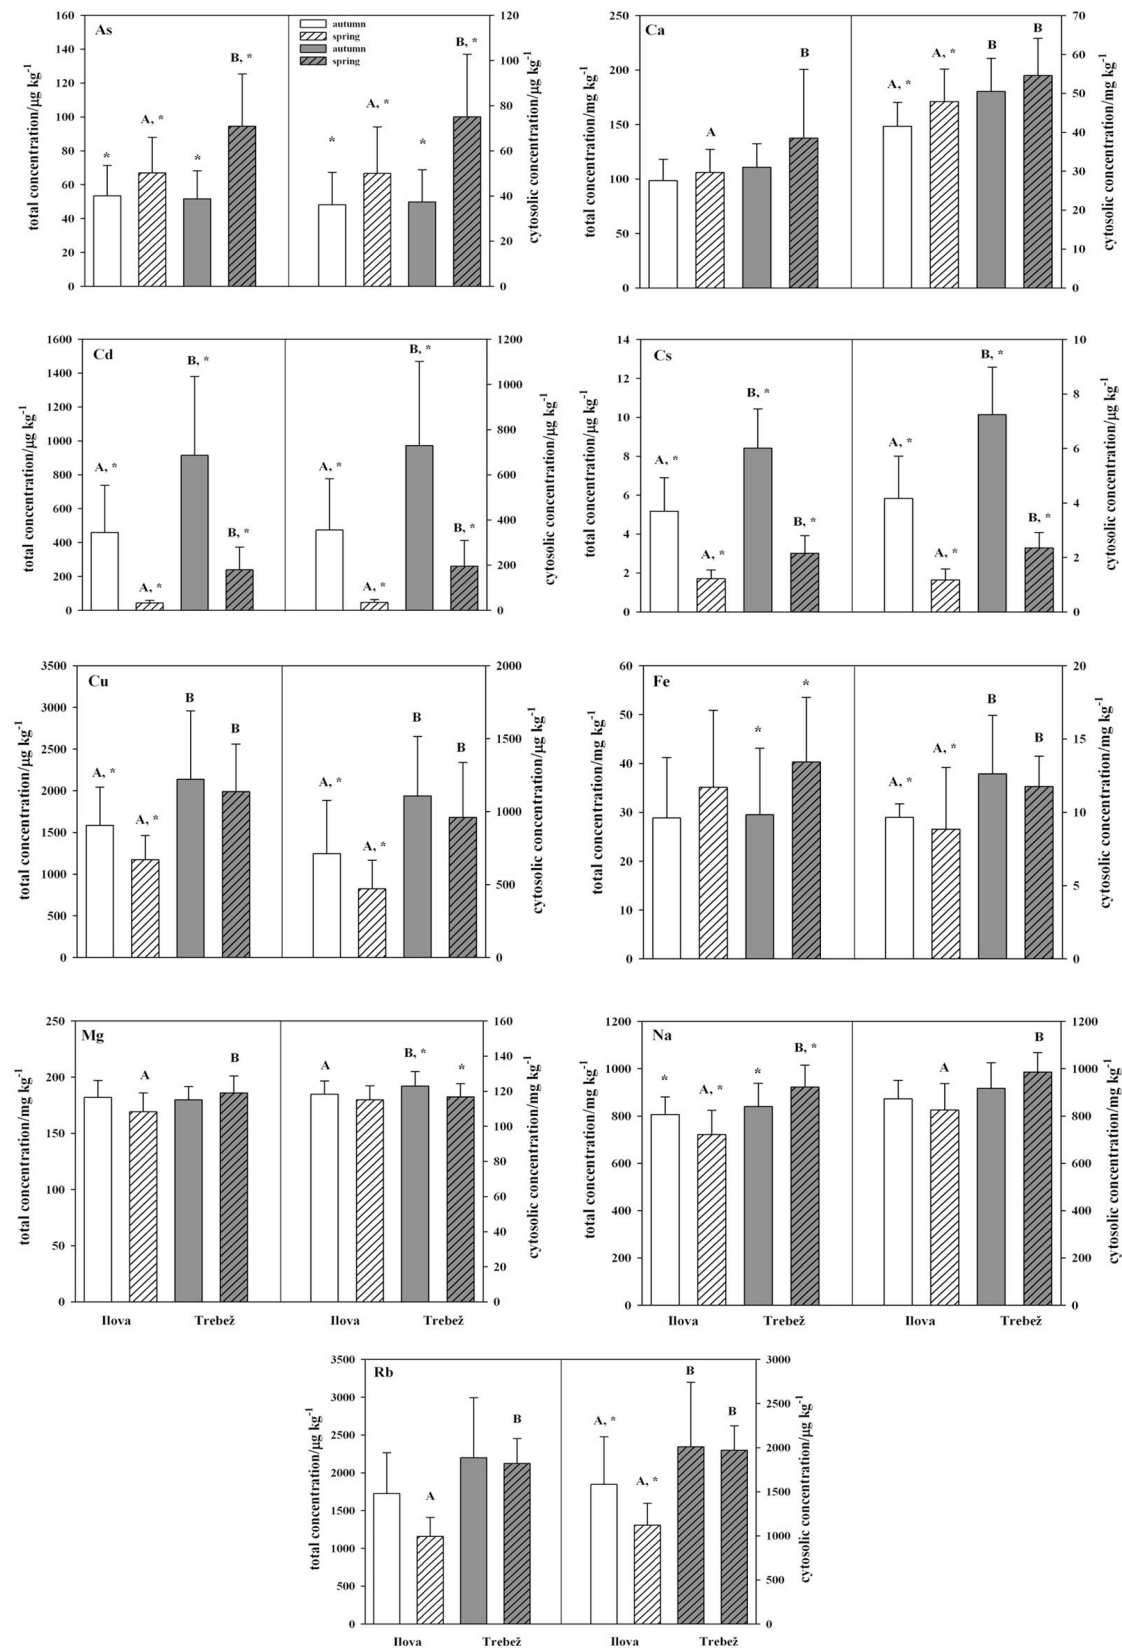 As
autumn
spring
autumn
spring
total concentration/µg kg-1
160
140
120
100
80
60
40
20
0
*
A, *
*
B, *
*
A, *
*
B, *
120
100
80
60
40
20
0
cytosolic concentration/µg kg-1
Ca
total concentration/mg kg-1
250
200
150
100
50
0
A
B
A, *
A, *
B
B
70
60
50
40
30
20
10
0
cytosolic concentration/mg kg-1
Cd
total concentration/µg kg-1
1600
1400
1200
1000
800
600
400
200
0
A, *
A, *
B, *
B, *
A, *
A, *
B, *
B, *
1200
1000
800
600
400
200
0
cytosolic concentration/µg kg-1
Cs
total concentration/µg kg-1
14
12
10
8
6
4
2
0
A, *
A, *
B, *
B, *
A, *
A, *
B, *
B, *
10
8
6
4
2
0
cytosolic concentration/µg kg-1
Cu
total concentration/µg kg-1
3500
3000
2500
2000
1500
1000
500
0
A, *
A, *
B
B
A, *
A, *
B
B
2000
1500
1000
500
0
cytosolic concentration/µg kg-1
Fe
total concentration/mg kg-1
60
50
40
30
20
10
0
*
*
A, *
A, *
B
B
20
15
10
5
0
cytosolic concentration/mg kg-1
Mg
total concentration/mg kg-1
250
200
150
100
50
0
A
B
A
B, *
*
160
140
120
100
80
60
40
20
0
cytosolic concentration/mg kg-1
Ilova Trebež Ilova Trebež
Na
total concentration/mg kg-1
1200
1000
800
600
400
200
0
*
A, *
*
B, *
A
B
1200
1000
800
600
400
200
0
cytosolic concentration/mg kg-1
Ilova Trebež Ilova Trebež
Rb
total concentration/µg kg-1
3500
3000
2500
2000
1500
1000
500
0
A
B
A, *
A, *
B
B
3000
2500
2000
1500
1000
500
0
cytosolic concentration/µg kg-1
Ilova Trebež Ilova Trebež